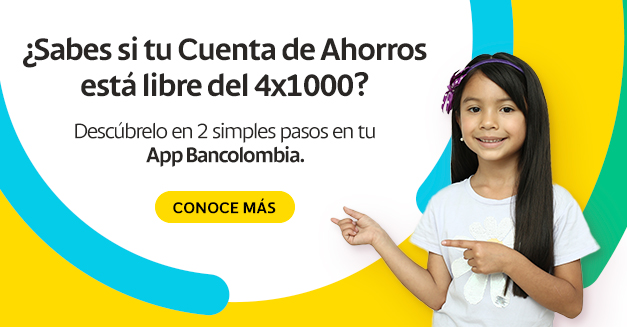 ¿Sabes si tu Cuenta de Ahorros
está libre del 4x1000?
Descúbrelo en 2 simples pasos en tu
App Bancolombia.
CONOCE MÁS